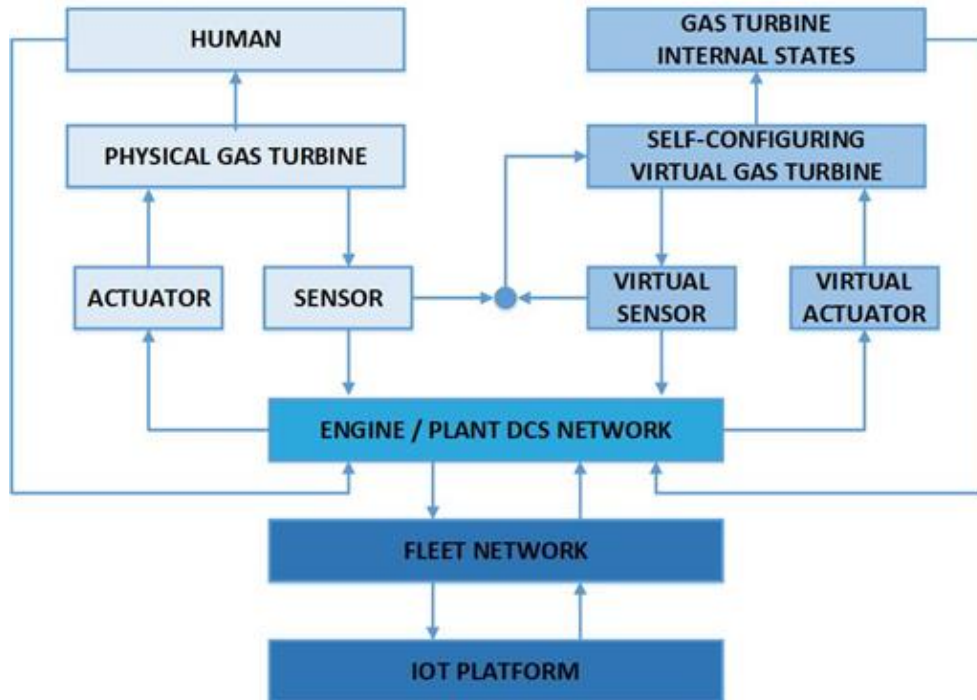 HUMAN
GAS TURBINE
INTERNAL STATES
PHYSICAL GAS TURBINE
SELF-CONFIGURING
VIRTUAL GAS TURBINE
ACTUATOR
SENSOR
VIRTUAL
SENSOR
VIRTUAL
ACTUATOR
ENGINE / PLANT DCS NETWORK
FLEET NETWORK
IOT PLATFORM